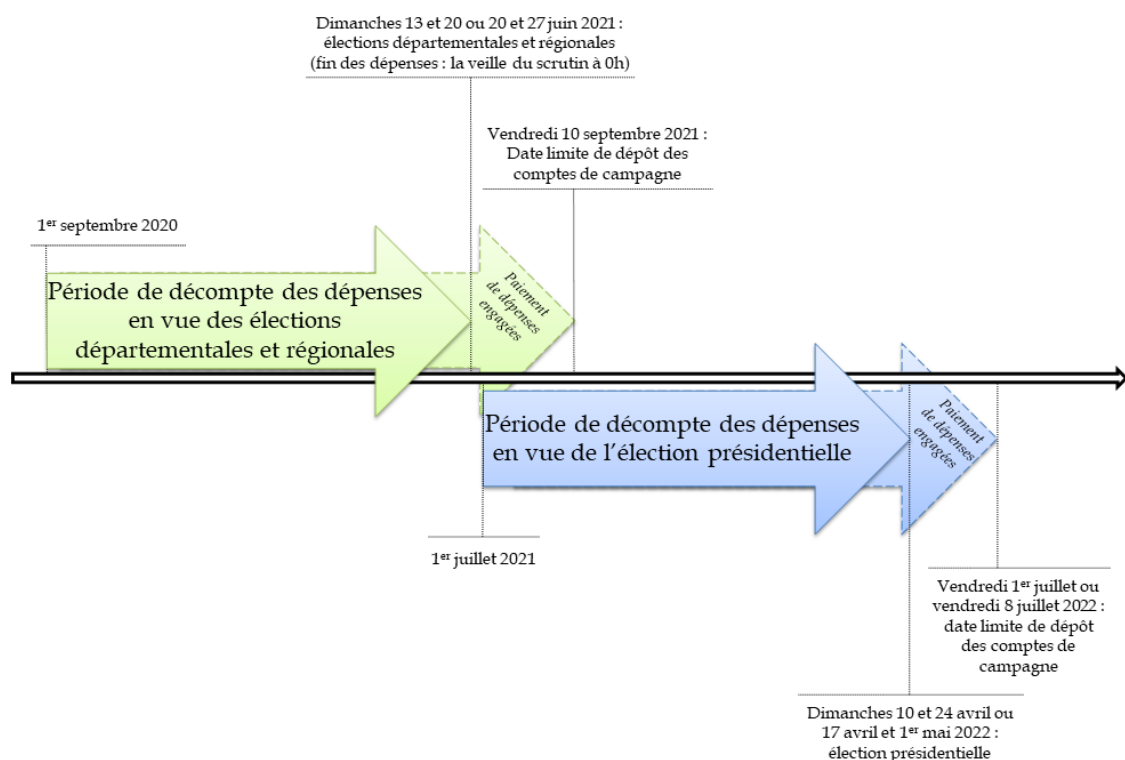 Dimanches 13 et 20 ou 20 et 27 juin 2021 :
élections départementales et régionales
(fin des dépenses : la veille du scrutin à 0h)
Vendredi 10 septembre 2021 :
Date limite de dépôt des
comptes de campagne
1er septembre 2020
Période de décompte des dépenses
en vue des élections
départementales et régionales
Paiement
de dépenses
engagées
Période de décompte des dépenses
en vue de l’élection présidentielle
Paiement
de dépenses
engagées
1er juillet 2021
Vendredi 1er juillet ou
vendredi 8 juillet 2022 :
date limite de dépôt
des comptes de
campagne
Dimanches 10 et 24 avril ou
17 avril et 1er mai 2022 :
élection présidentielle